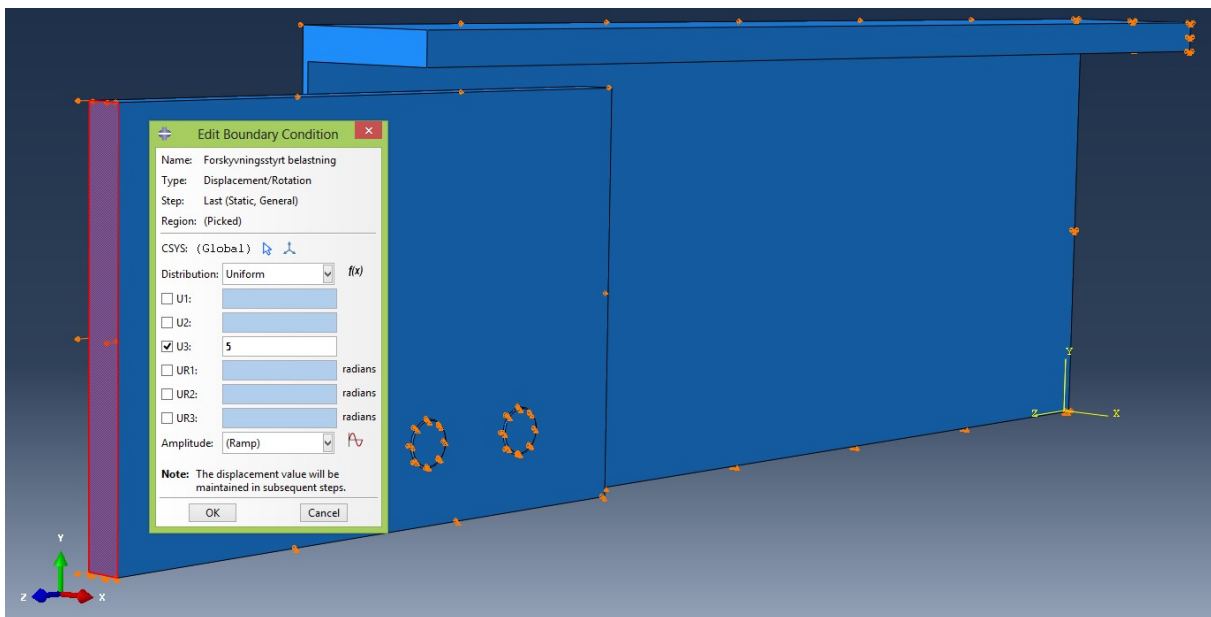 Edit Boundary Condition
Name: Forskyvningsstyrt belastning
Type: Displacement/Rotation
Step: Last (Static, General)
Region: (Picked)
CSYS: (Global)
Distribution: Uniform f(x)
U1:
U2:
U3: 5
UR1: radians
UR2: radians
UR3: radians
Amplitude: (Ramp)
Note: The displacement value will be
maintained in subsequent steps.
OK Cancel
Y
Z X
Y
Z X